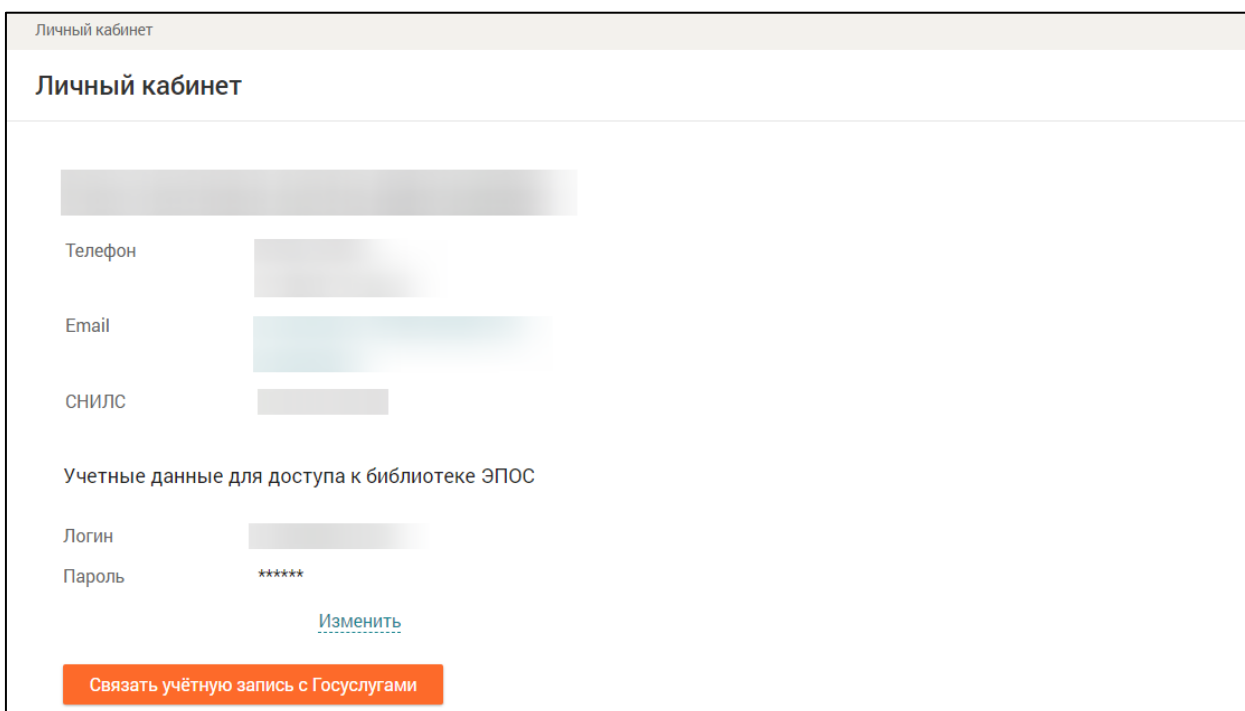 Личный кабинет
Личный кабинет
Телефон
Email
СНИЛС
Учетные данные для доступа к библиотеке ЭПОС
Логин
Пароль ******
Изменить
Связать учётную запись с Госуслугами